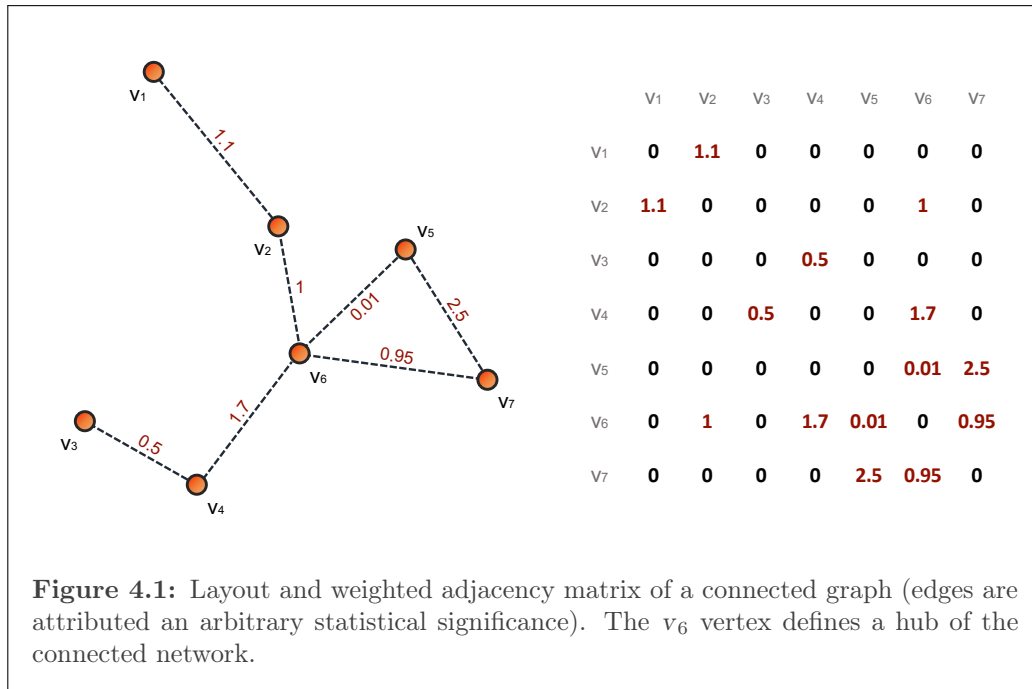 V1
1.1
V2
V5
1
0.01
2.5
0.95
V6
V7
1.7
V3
0.5
V4
V1 V2 V3 V4 V5 V6 V7
V1 0 1.1 0 0 0 0 0
V2 1.1 0 0 0 0 1 0
V3 0 0 0 0.5 0 0 0
V4 0 0 0.5 0 0 1.7 0
V5 0 0 0 0 0 0.01 2.5
V6 0 1 0 1.7 0.01 0 0.95
V7 0 0 0 0 2.5 0.95 0
Figure 4.1: Layout and weighted adjacency matrix of a connected graph (edges are
attributed an arbitrary statistical significance). The v6 vertex defines a hub of the
connected network.